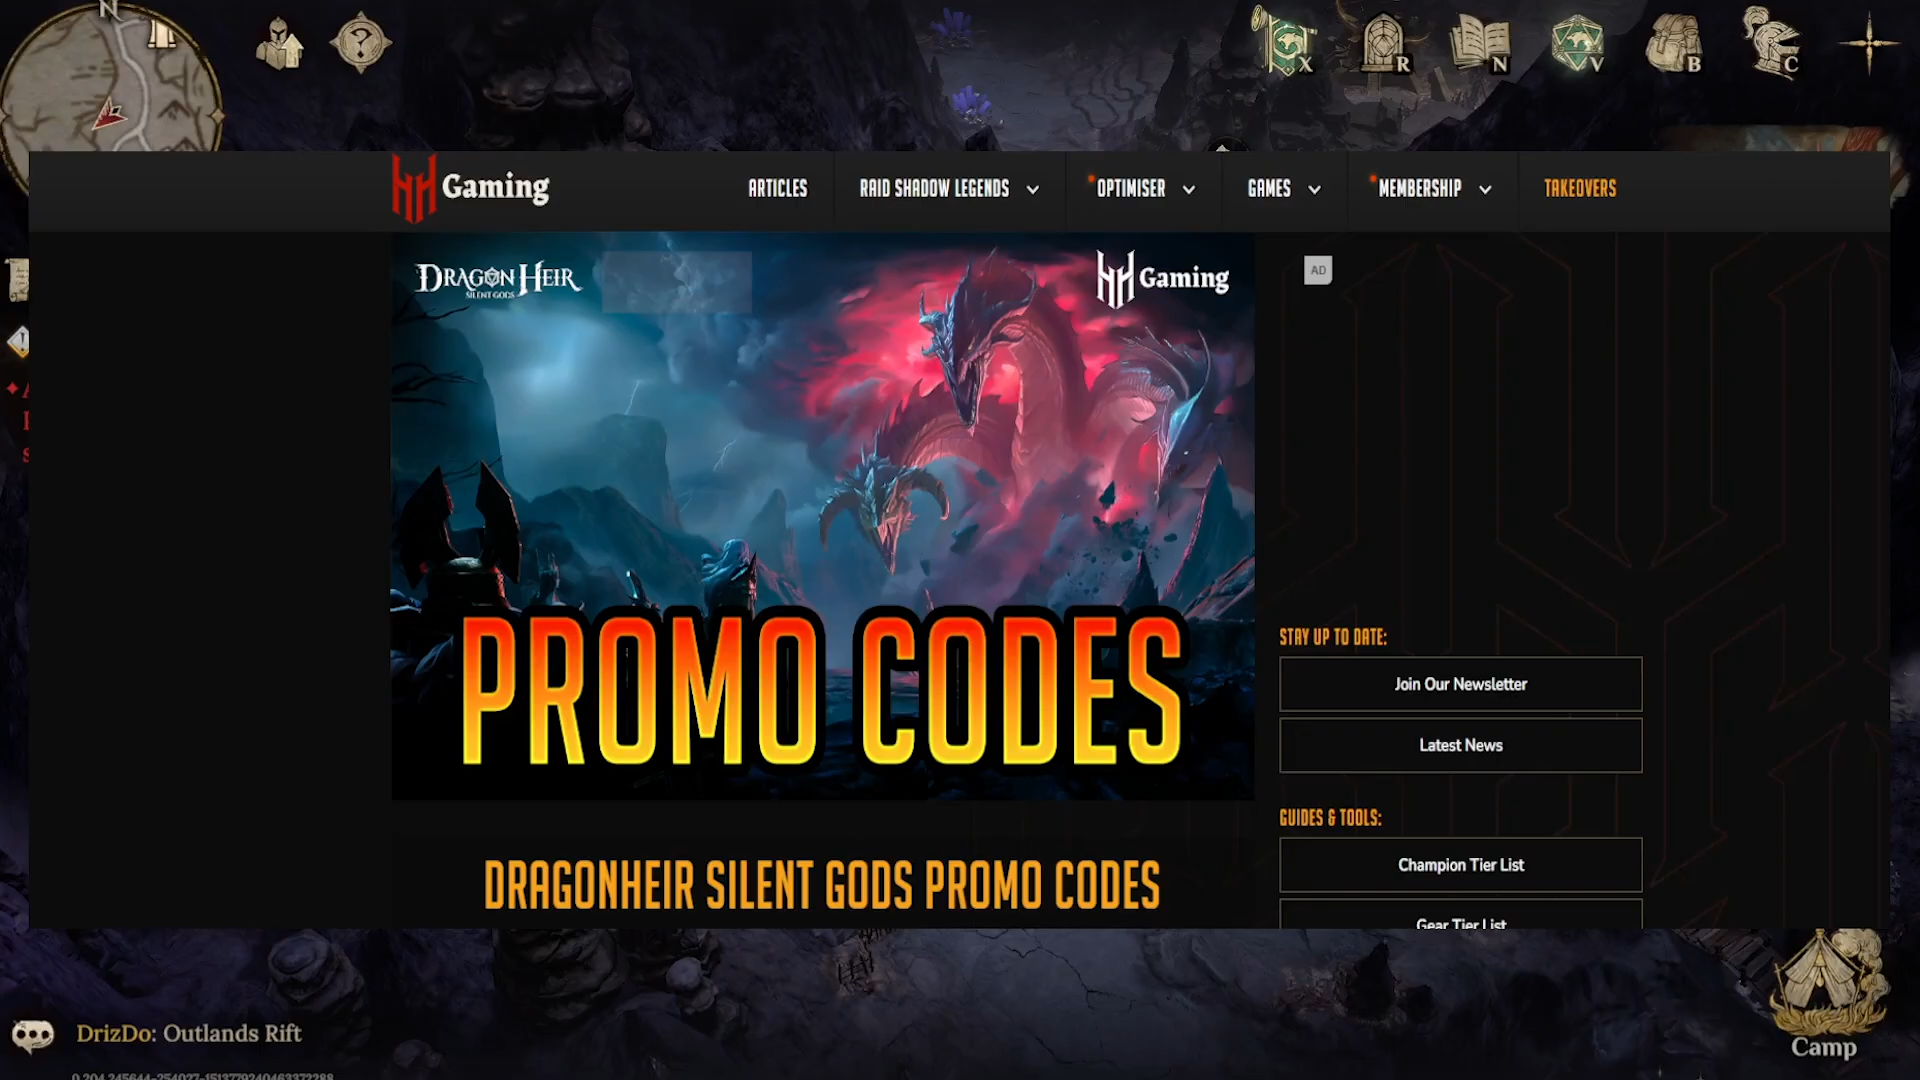 N
X
R
N
V
B
C
Gaming
ARTICLES
RAID SHADOW LEGENDS
OPTIMISER
GAMES
MEMBERSHIP
TAKEOVERS
DRAGONHEIR
SILENT GODS
Gaming
AD
PROMO CODES
STAY UP TO DATE:
Join Our Newsletter
Latest News
GUIDES & TOOLS:
Champion Tier List
Gear Tier List
DRAGONHEIR SILENT GODS PROMO CODES
DrizDo: Outlands Rift
Camp